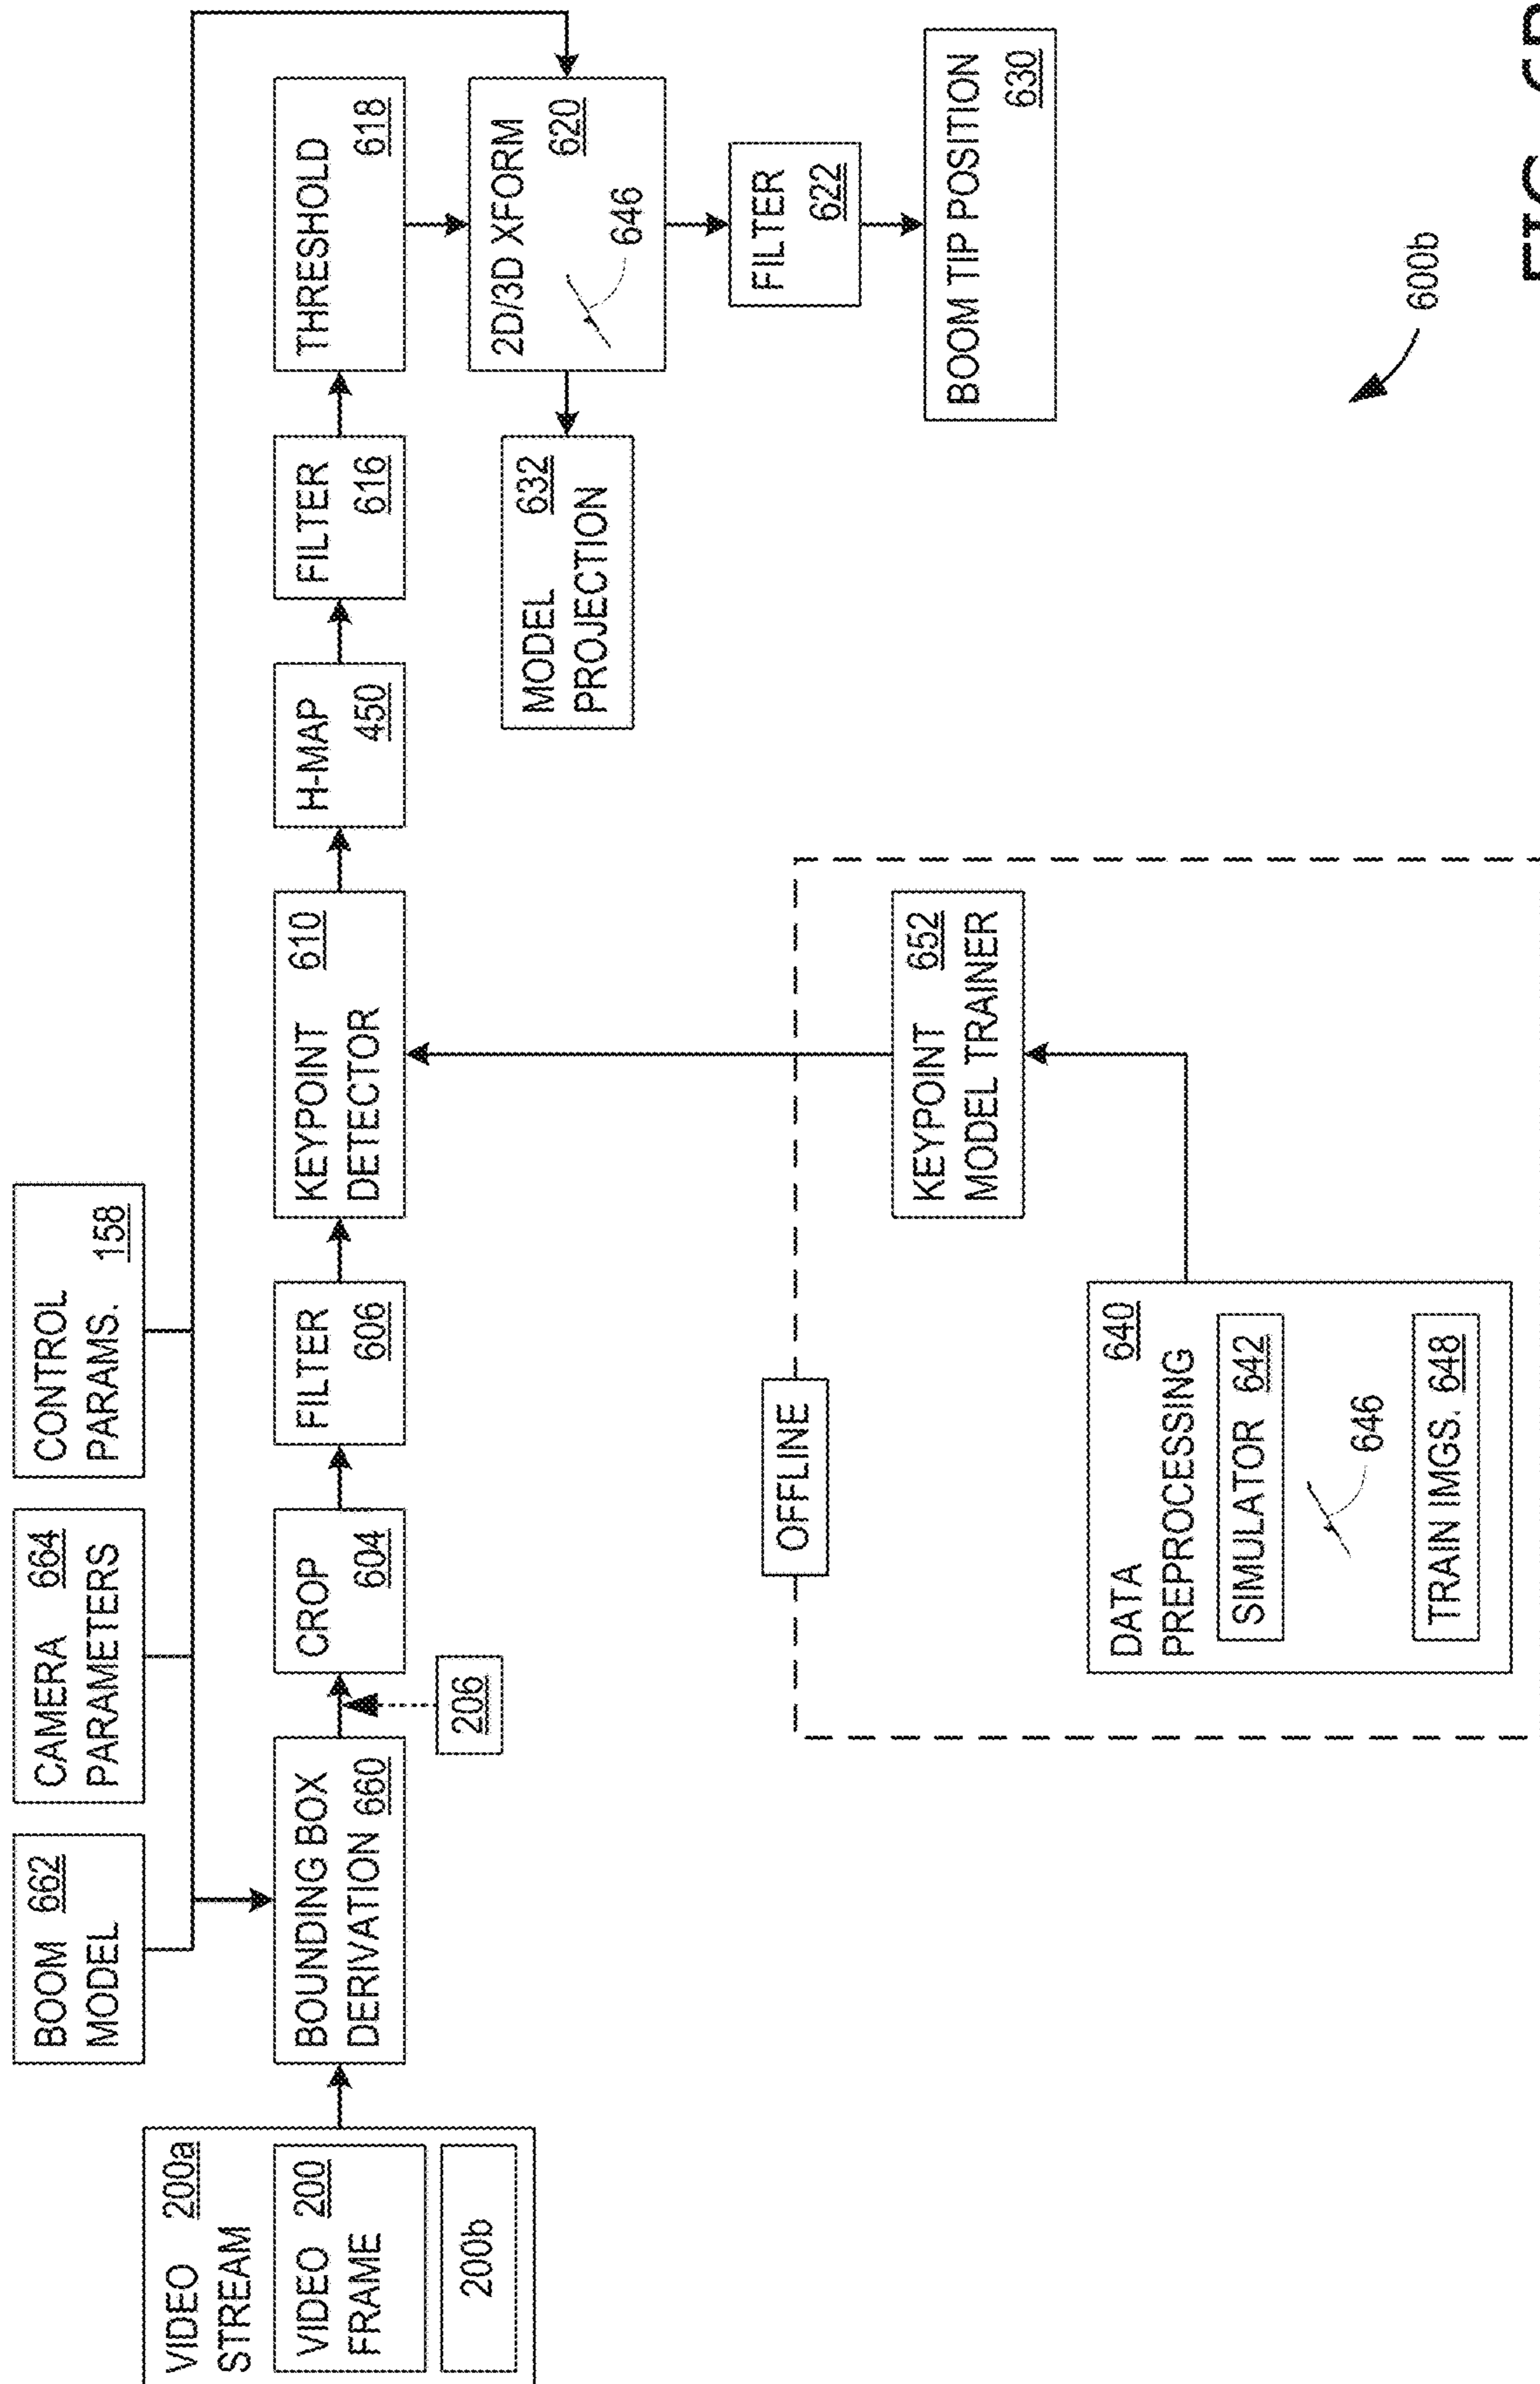 BOOM 662
MODEL
CAMERA 664
PARAMETERS
CONTROL
PARAMS. 158
VIDEO 200a
STREAM
VIDEO 200
FRAME
200b
BOUNDING BOX
DERIVATION 660
206
CROP
604
FILTER
606
KEYPOINT 610
DETECTOR
H-MAP
450
FILTER
616
THRESHOLD
618
2D/3D XFORM
620
646
MODEL 632
PROJECTION
FILTER
622
BOOM TIP POSITION
630
OFFLINE
KEYPOINT 652
MODEL TRAINER
DATA 640
PREPROCESSING
SIMULATOR 642
646
TRAIN IMGS. 648
600b